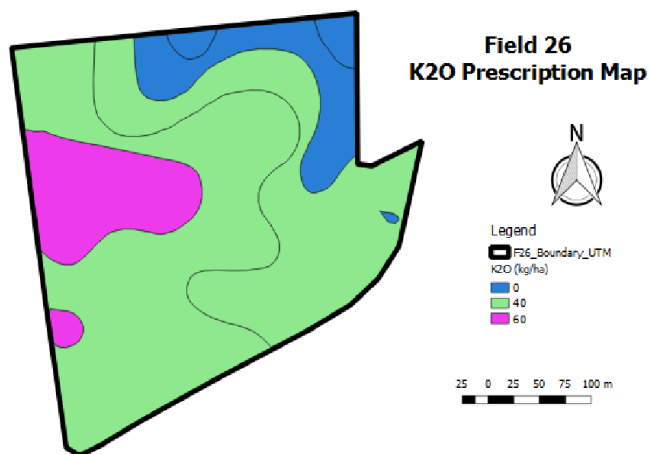 Field 26
K2O Prescription Map
N
Legend
F26_Boundary_UTM
K2O (kg/ha)
0
40
60
25 0 25 50 75 100 m